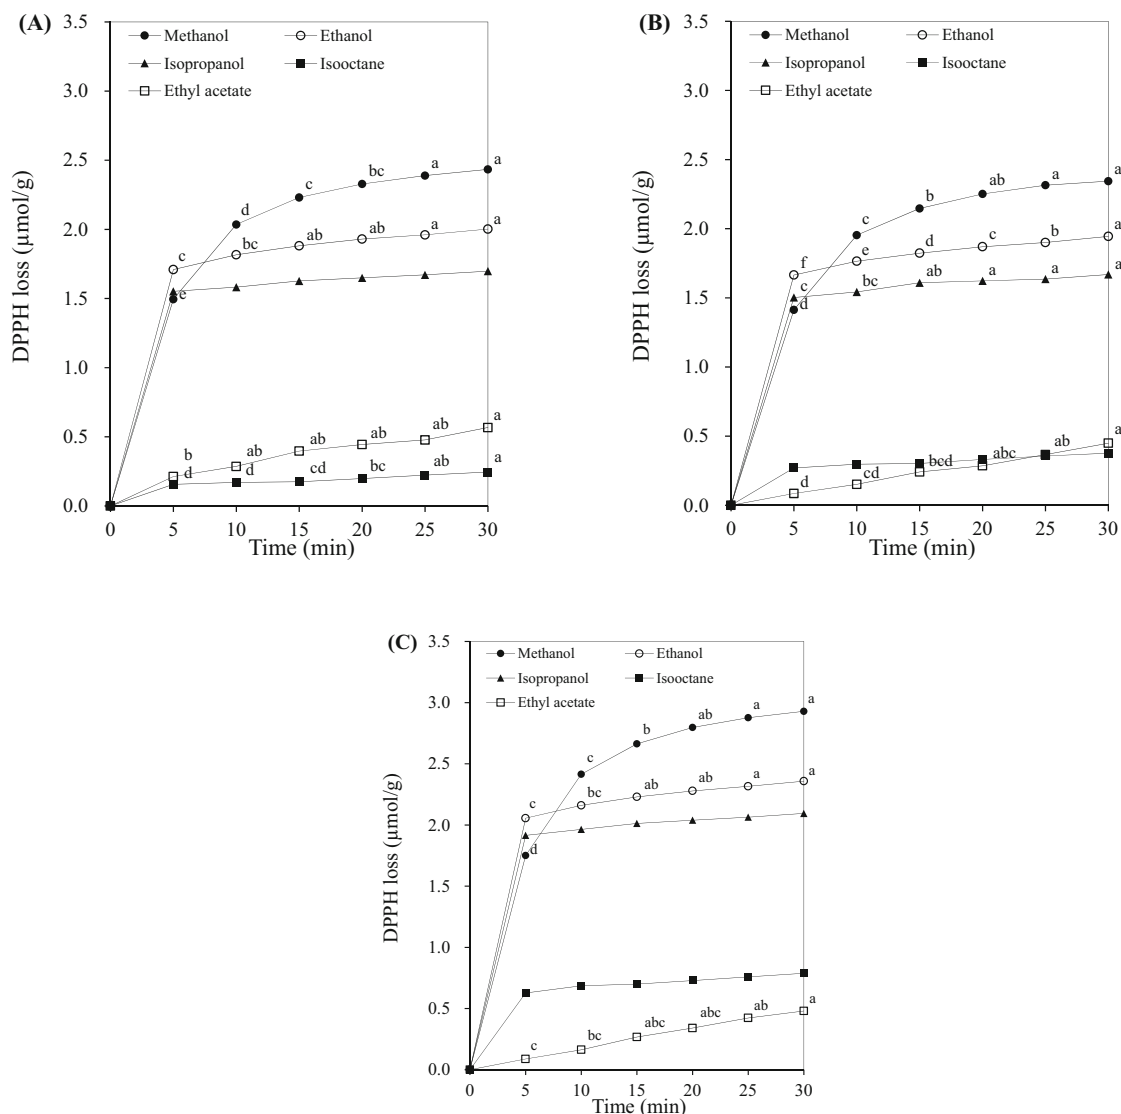 (A)
3.5
Methanol Ethanol
Isopropanol Isooctane
Ethyl acetate
3.0
2.5
2.0
1.5
1.0
0.5
0.0
DPPH loss (µmol/g)
e d c bc a a
c bc ab ab a a
b ab ab ab ab a
d d cd bc ab a
0 5 10 15 20 25 30
Time (min)
(B)
3.5
Methanol Ethanol
Isopropanol Isooctane
Ethyl acetate
3.0
2.5
2.0
1.5
1.0
0.5
0.0
DPPH loss (µmol/g)
d c b ab a a
f e d c b a
c bc ab a a a
d cd bcd abc ab a
0 5 10 15 20 25 30
Time (min)
(C)
3.5
Methanol Ethanol
Isopropanol Isooctane
Ethyl acetate
3.0
2.5
2.0
1.5
1.0
0.5
0.0
DPPH loss (µmol/g)
d c b ab a a
c bc ab ab a a
c bc abc abc ab a
0 5 10 15 20 25 30
Time (min)